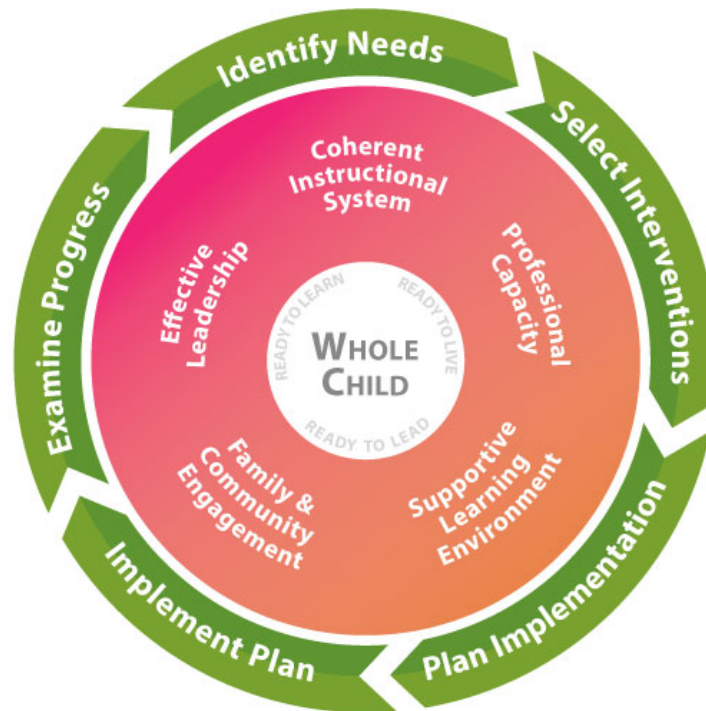 Identify Needs
Select Interventions
Plan Implementation
Implement Plan
Examine Progress
Coherent
Instructional
System
Professional
Capacity
Supportive
Learning
Environment
Family &
Community
Engagement
Effective
Leadership
READY TO LEARN
READY TO LIVE
WHOLE
CHILD
READY TO LEAD